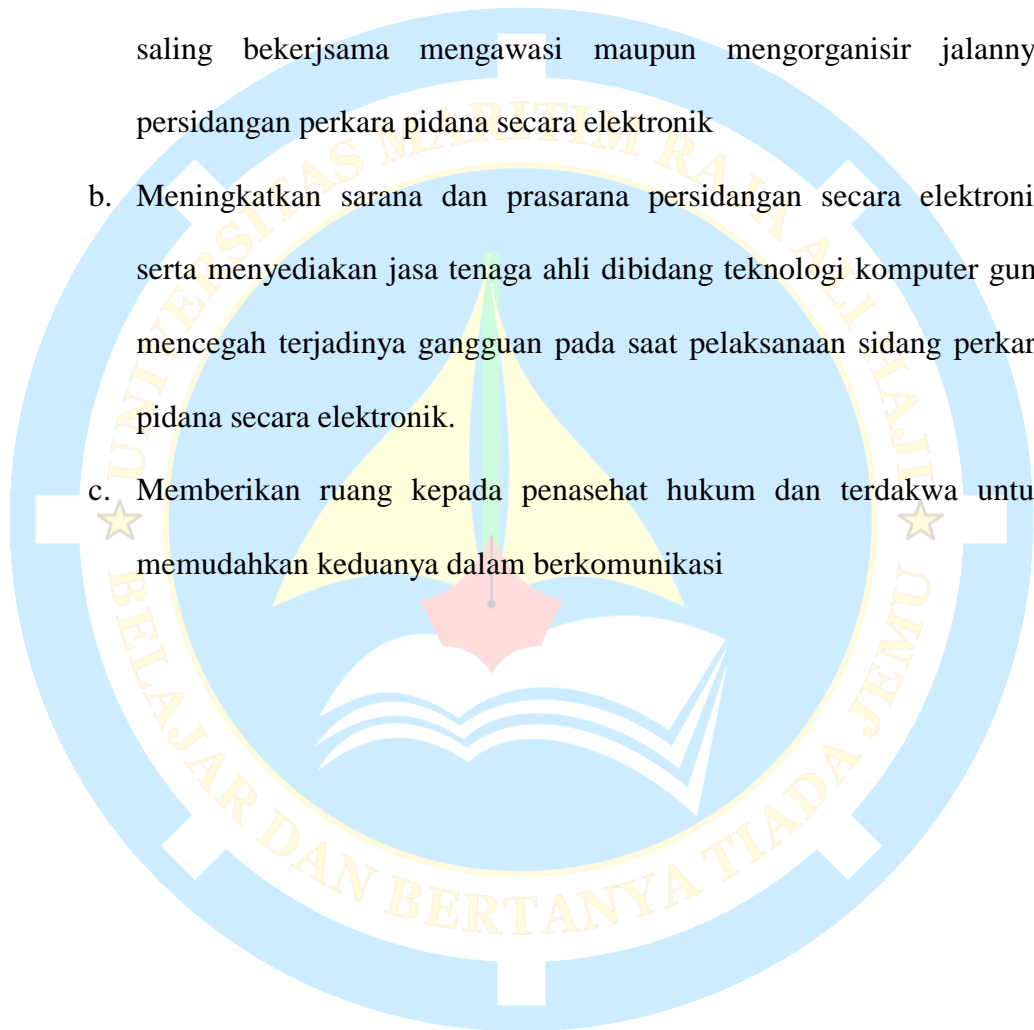 saling bekerjsama mengawasi maupun mengorganisir jalanny
persidangan perkara pidana secara elektronik
b. Meningkatkan sarana dan prasarana persidangan secara elektroni
serta menyediakan jasa tenaga ahli dibidang teknologi komputer gun
mencegah terjadinya gangguan pada saat pelaksanaan sidang perkar
pidana secara elektronik.
c. Memberikan ruang kepada penasehat hukum dan terdakwa untu
memudahkan keduanya dalam berkomunikasi
UNIVERSITAS MARITIM RAJA ALI HAJI
BELAJAR DAN BERTANYA TIADA JEMU